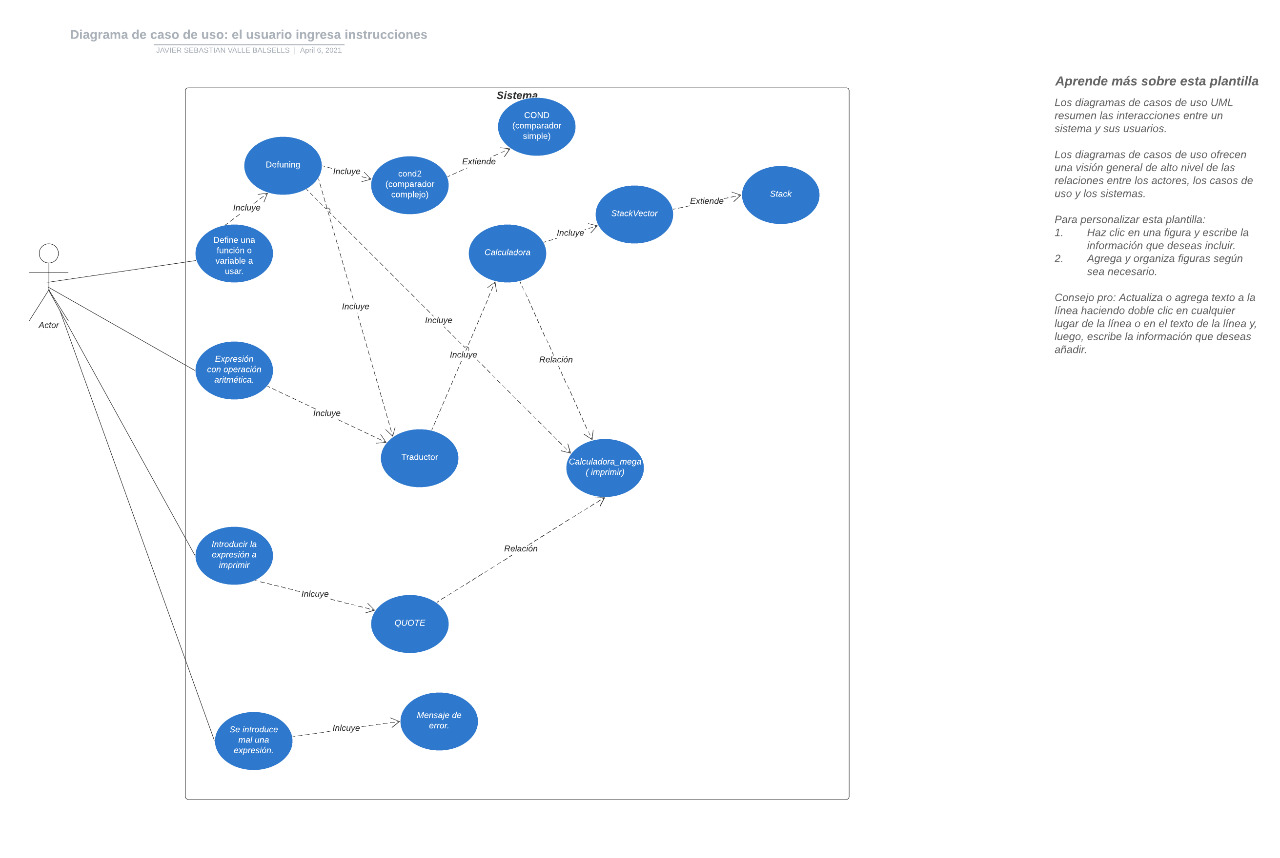 Diagrama de caso de uso: el usuario ingresa instrucciones
JAVIER SEBASTIAN VALLE BALSELLS | April 6, 2021
Sistema
COND
(comparador
simple)
Defuning
Incluye
cond2
(comparador
complejo)
Extiende
StackVector
Extiende
Stack
Incluye
Define una
función o
variable a
usar.
Calculadora
Incluye
Actor
Incluye
Incluye
Incluye
Relación
Expresión
con operación
aritmética.
Incluye
Traductor
Calculadora_mega
( imprimir)
Introducir la
expresión a
imprimir
Relación
Inlcuye
QUOTE
Se introduce
mal una
expresión.
Inlcuye
Mensaje de
error.
Aprende más sobre esta plantilla
Los diagramas de casos de uso UML
resumen las interacciones entre un
sistema y sus usuarios.
Los diagramas de casos de uso ofrecen
una visión general de alto nivel de las
relaciones entre los actores, los casos de
uso y los sistemas.
Para personalizar esta plantilla:
1. Haz clic en una figura y escribe la
información que deseas incluir.
2. Agrega y organiza figuras según
sea necesario.
Consejo pro: Actualiza o agrega texto a la
línea haciendo doble clic en cualquier
lugar de la línea o en el texto de la línea y,
luego, escribe la información que deseas
añadir.